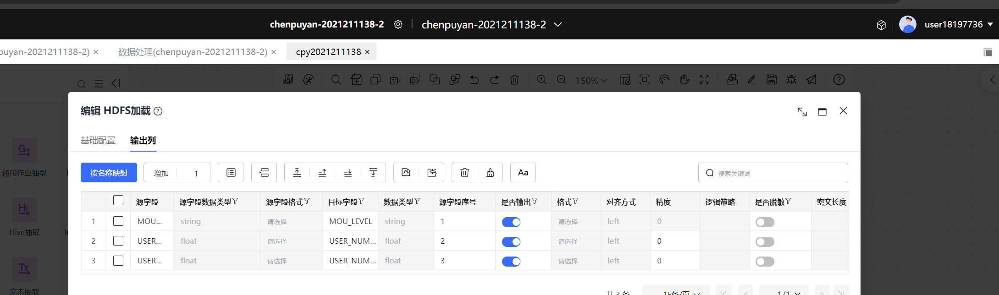 chenpuyan-2021211138-2 chenpuyan-2021211138-2 user18197736
puyan-2021211138-2) × 数据处理(chenpuyan-2021211138-2) × cpy2021211138 ×
150%
编辑 HDFS加载
基础配置 输出列
按名称映射 增加 1 Aa 搜索关键词
源字段 源字段数据类型 源字段格式 目标字段 数据类型 源字段序号 是否输出 格式 对齐方式 精度 逻辑策略 是否脱敏 密文长度
1 MOU... string 请选择 MOU_LEVEL string 1 请选择 left 0
2 USER... float 请选择 USER_NUM... float 2 请选择 left 0
3 USER... float 请选择 USER_NUM... float 3 请选择 left 0
共 3 条 15条/页 1/1
Gw
通用作业抽取
HI
Hive抽取
Tx
文本抽取